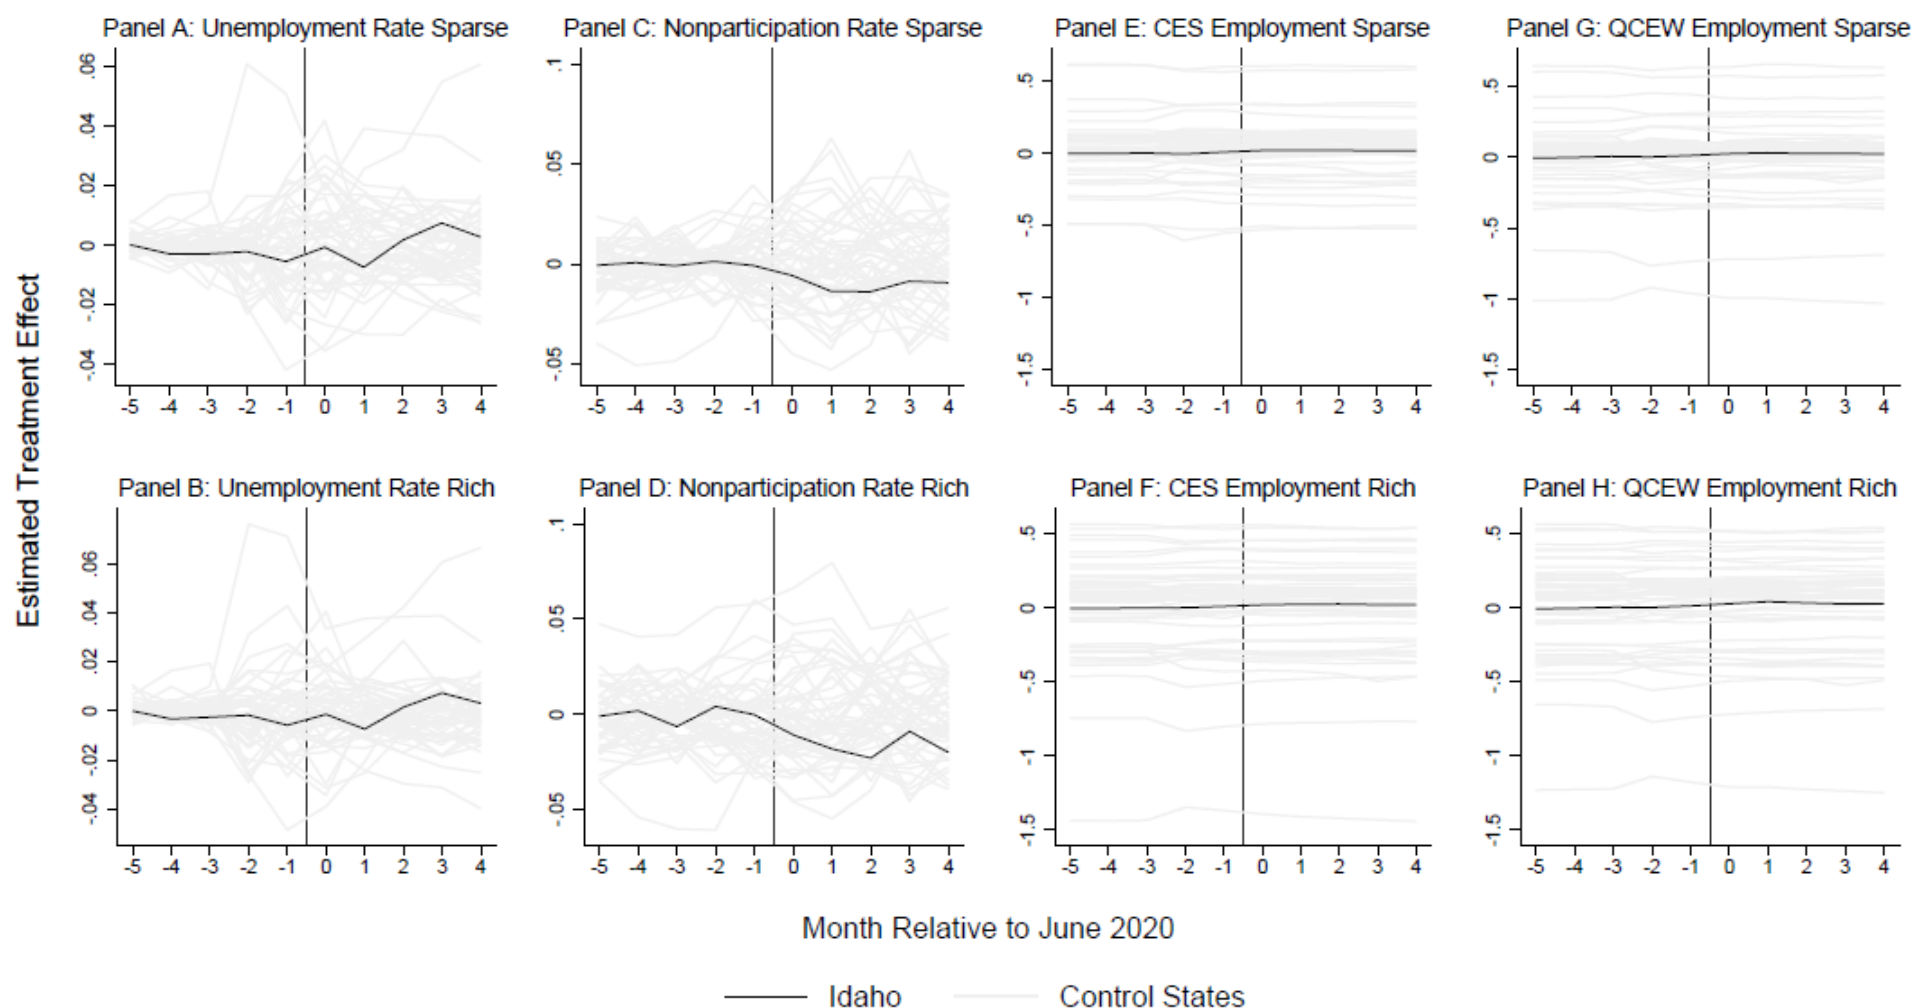 Panel A: Unemployment Rate Sparse
Panel C: Nonparticipation Rate Sparse
Panel E: CES Employment Sparse
Panel G: QCEW Employment Sparse
.06
.04
.02
0
-.02
-.04
-5 -4 -3 -2 -1 0 1 2 3 4
.1
.05
0
-.05
-5 -4 -3 -2 -1 0 1 2 3 4
.5
0
-.5
-1
-1.5
-5 -4 -3 -2 -1 0 1 2 3 4
.5
0
-.5
-1
-1.5
-5 -4 -3 -2 -1 0 1 2 3 4
Estimated Treatment Effect
Panel B: Unemployment Rate Rich
Panel D: Nonparticipation Rate Rich
Panel F: CES Employment Rich
Panel H: QCEW Employment Rich
.06
.04
.02
0
-.02
-.04
-5 -4 -3 -2 -1 0 1 2 3 4
.1
.05
0
-.05
-5 -4 -3 -2 -1 0 1 2 3 4
.5
0
-.5
-1
-1.5
-5 -4 -3 -2 -1 0 1 2 3 4
.5
0
-.5
-1
-1.5
-5 -4 -3 -2 -1 0 1 2 3 4
Month Relative to June 2020
Idaho
Control States